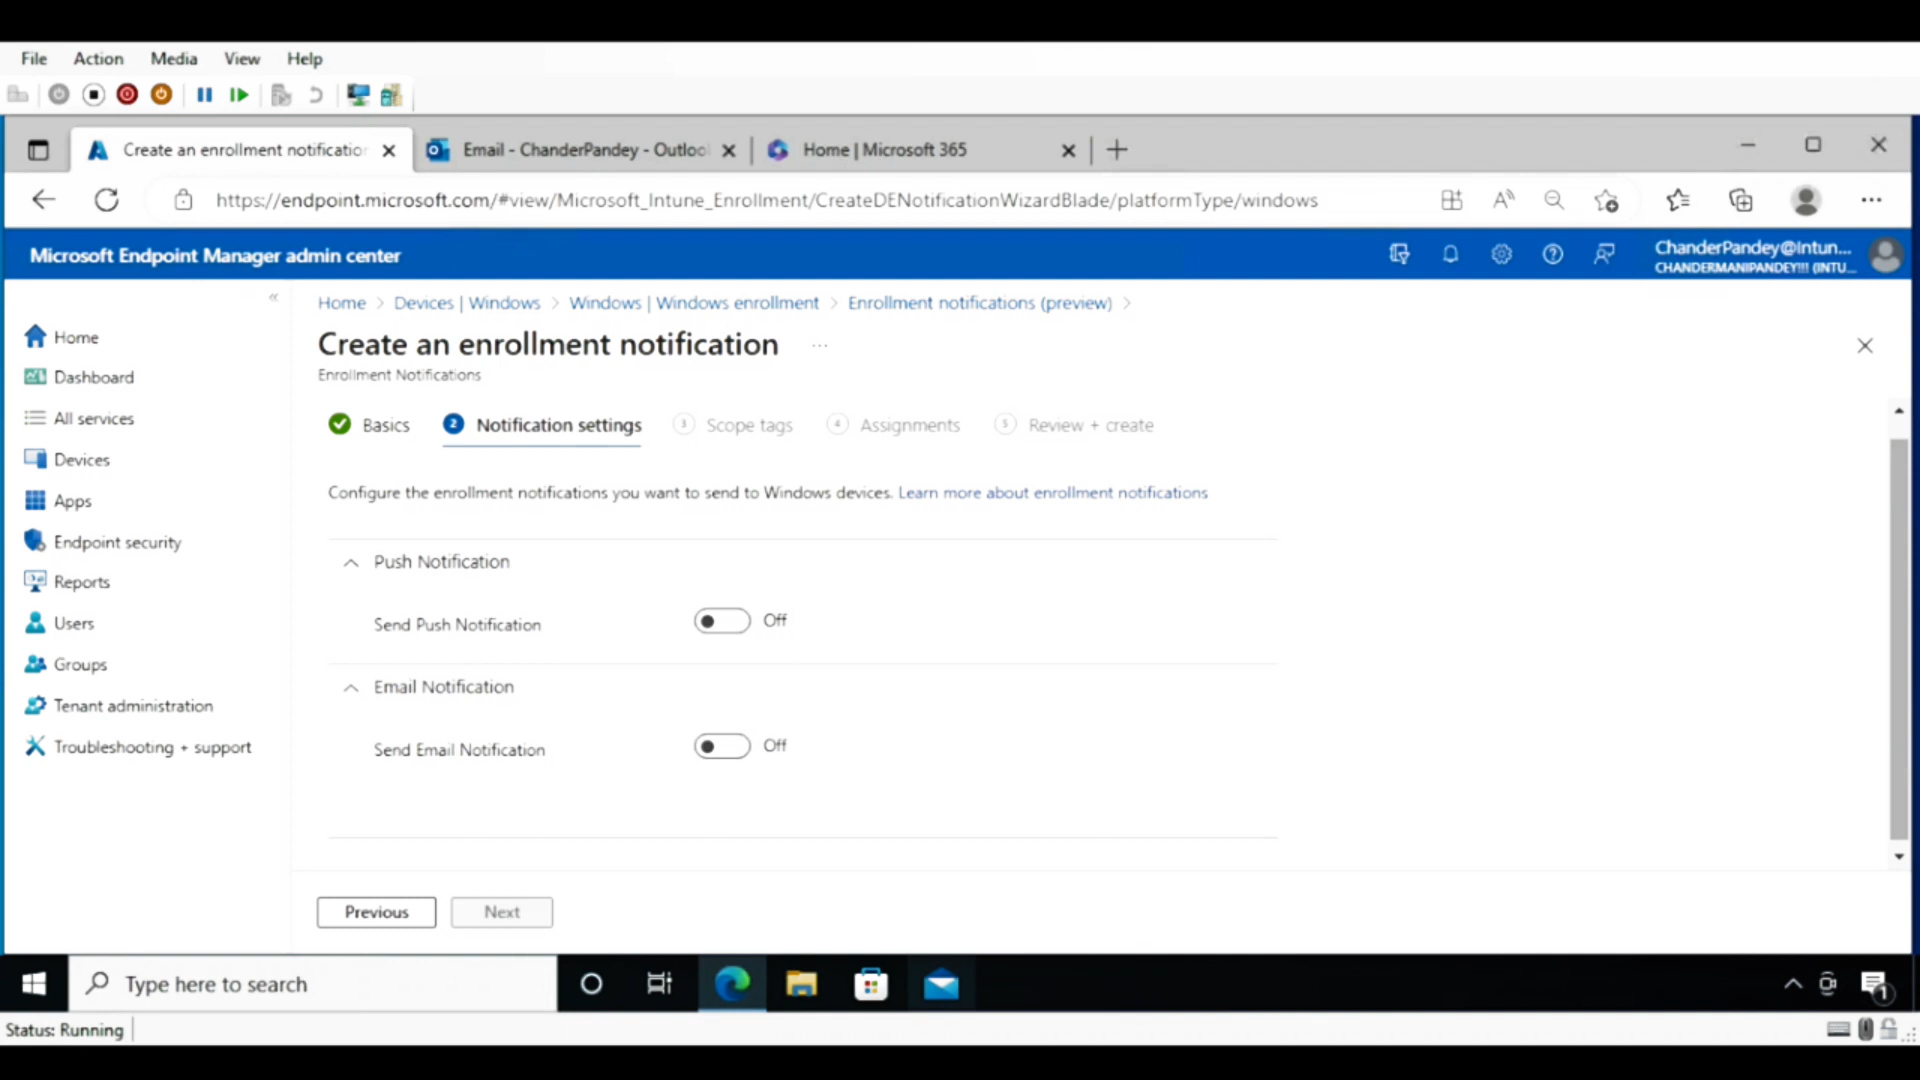 File Action Media View Help
Create an enrollment notification
Email - ChanderPandey - Outloo
Home | Microsoft 365
https://endpoint.microsoft.com/#view/Microsoft_Intune_Enrollment/CreateDENotificationWizardBlade/platformType/windows
Microsoft Endpoint Manager admin center
ChanderPandey@Intun...
CHANDERMANIPANDEY!!! (INTU...
Home > Devices | Windows > Windows | Windows enrollment > Enrollment notifications (preview) >
Create an enrollment notification ...
Enrollment Notifications
Home
Dashboard
All services
Devices
Apps
Endpoint security
Reports
Users
Groups
Tenant administration
Troubleshooting + support
Basics
2 Notification settings
3 Scope tags
4 Assignments
5 Review + create
Configure the enrollment notifications you want to send to Windows devices. Learn more about enrollment notifications
Push Notification
Send Push Notification Off
Email Notification
Send Email Notification Off
Previous Next
Type here to search
1
Status: Running